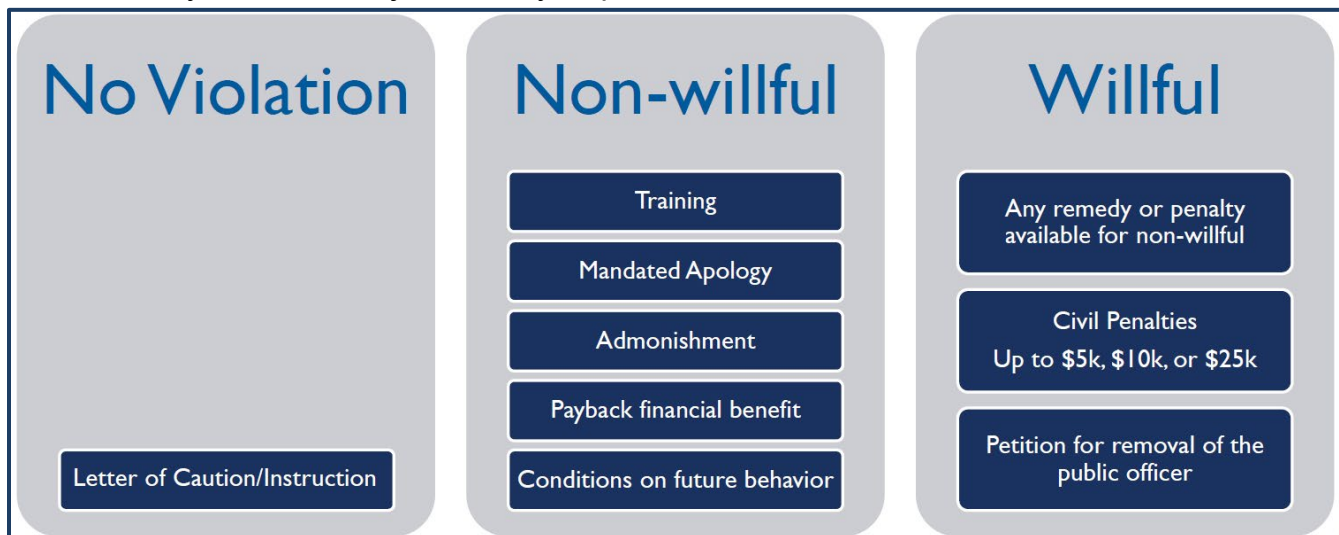 No Violation
Letter of Caution/Instruction
Non-willful
Training
Mandated Apology
Admonishment
Payback financial benefit
Conditions on future behavior
Willful
Any remedy or penalty
available for non-willful
Civil Penalties
Up to $5k, $10k, or $25k
Petition for removal of the
public officer